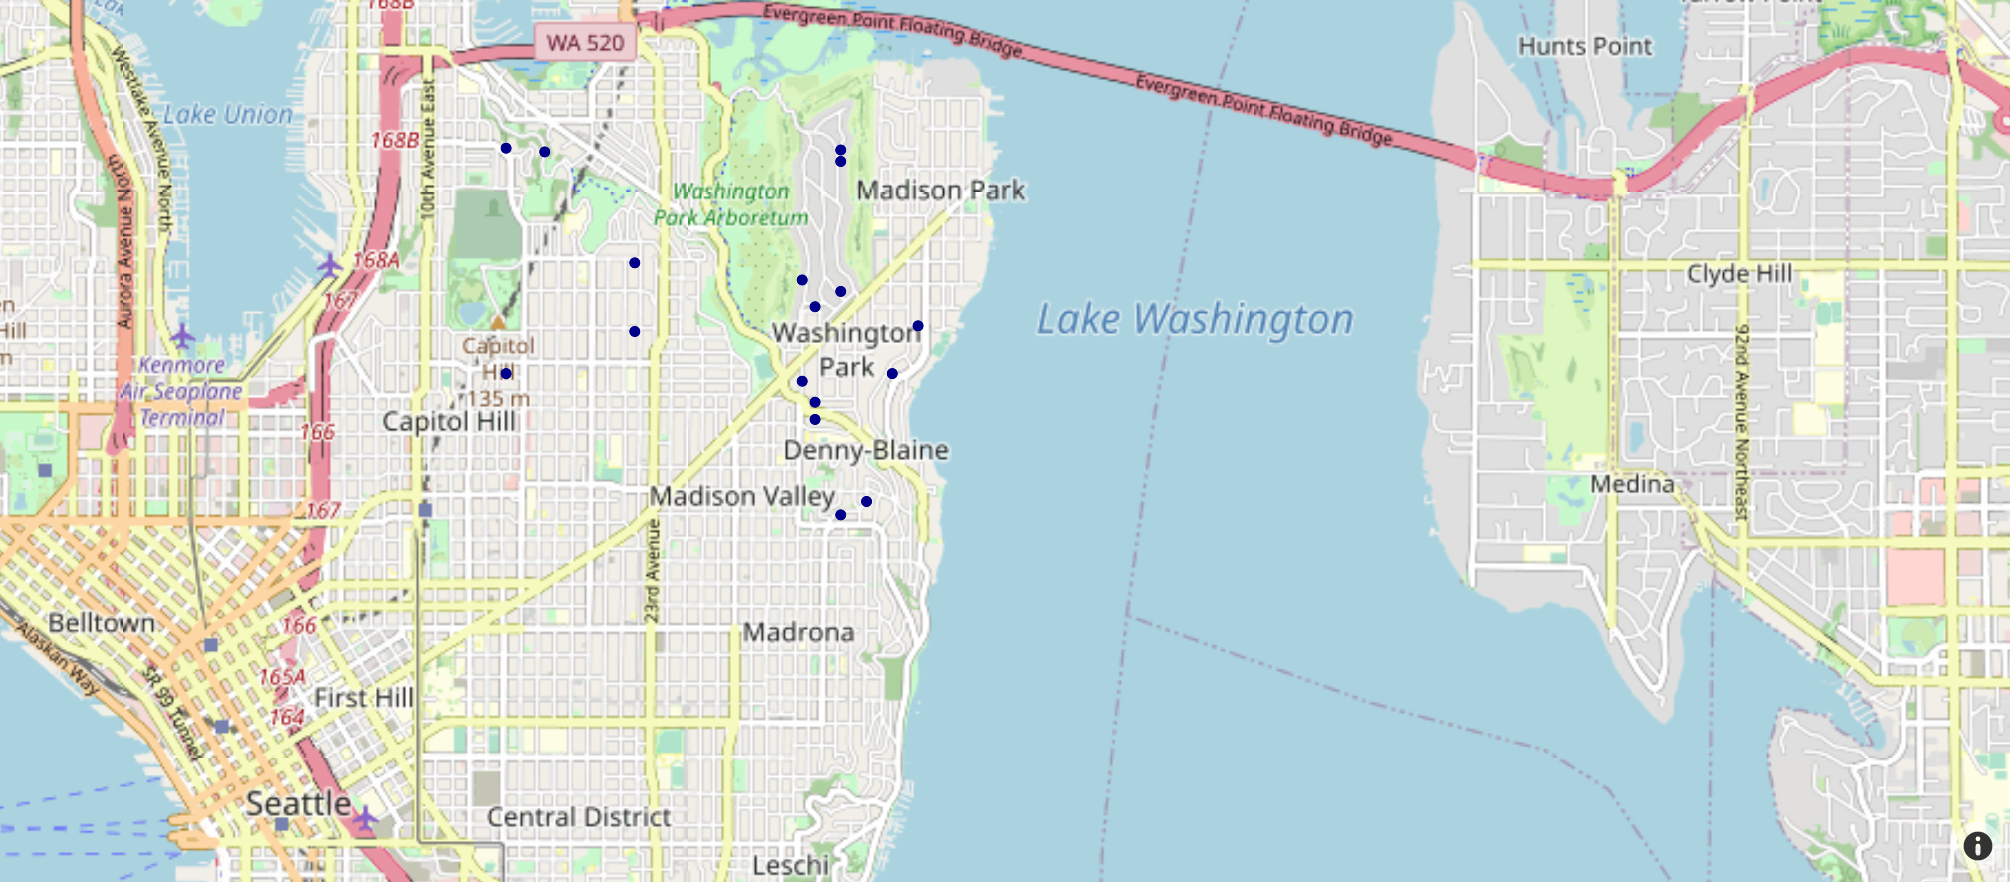 168B
Evergreen Point Floating Bridge
WA 520
Hunts Point
Westlake Avenue North
Lake Union
10th Avenue East
168B
Evergreen Point Floating Bridge
Washington
Park Arboretum
Madison Park
Aurora Avenue North
168A
Clyde Hill
167
Lake Washington
Hill
Washington
Park
Capitol
Hill
135 m
Kenmore
Air Seaplane
Terminal
92nd Avenue Northeast
Capitol Hill
166
Denny-Blaine
Medina
Madison Valley
167
23rd Avenue
Belltown
166
Madrona
Alaskan Way
165A
SR 99 Tunnel
First Hill
164
Seattle
Central District
Leschi